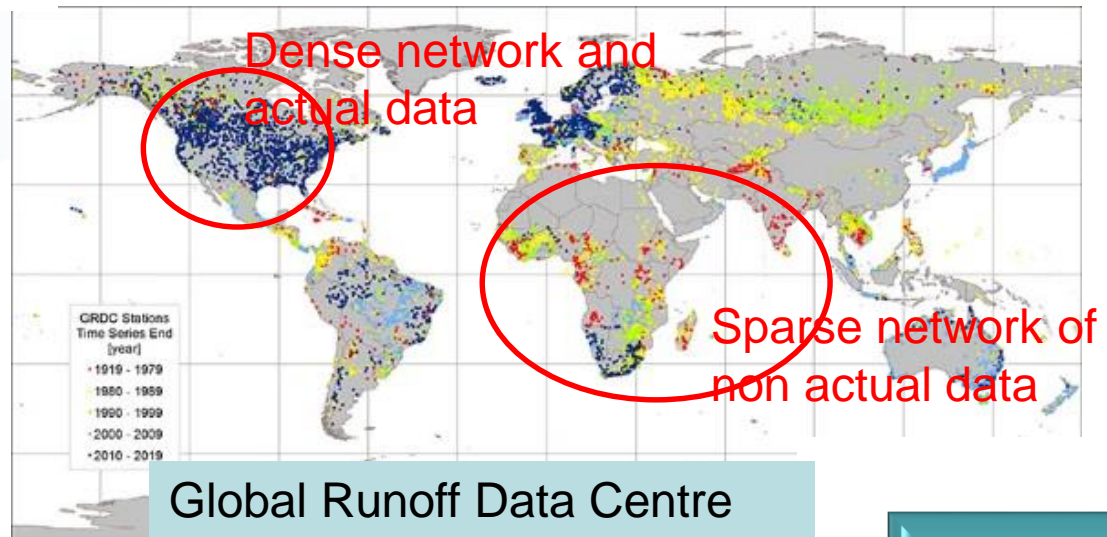 Dense network and
actual data
GRDC Stations
Time Series End
[year]
1919 - 1979
1980 - 1989
1990 - 1999
2000 - 2009
2010 - 2019
Sparse network of
non actual data
Global Runoff Data Centre